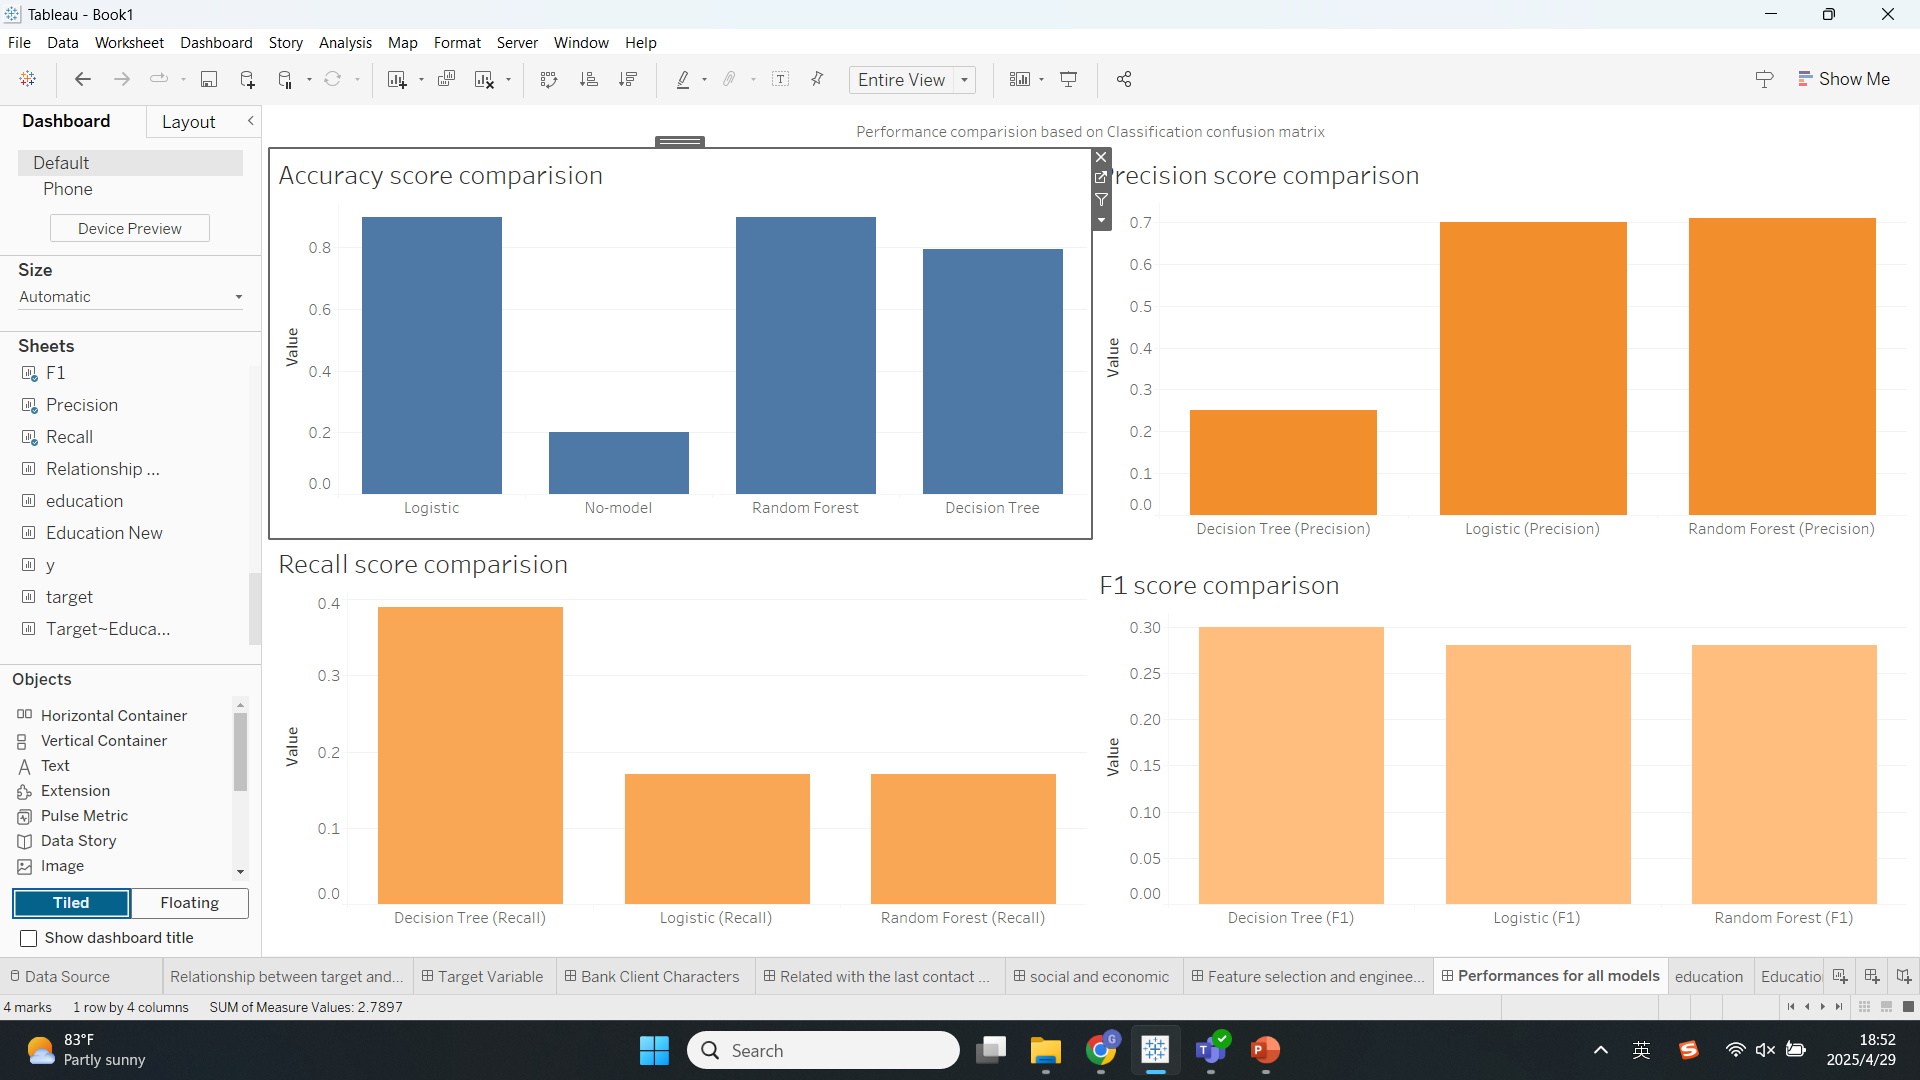 Tableau - Book1
File Data Worksheet Dashboard Story Analysis Map Format Server Window Help
Entire View
Show Me
Dashboard
Layout
Default
Phone
Device Preview
Size
Automatic
Sheets
F1
Precision
Recall
Relationship ...
education
Education New
y
target
Target~Educa...
Objects
Horizontal Container
Vertical Container
Text
Extension
Pulse Metric
Data Story
Image
Tiled
Floating
Show dashboard title
Performance comparision based on Classification confusion matrix
Accuracy score comparision
Value
0.8
0.6
0.4
0.2
0.0
Logistic
No-model
Random Forest
Decision Tree
Precision score comparison
Value
0.7
0.6
0.5
0.4
0.3
0.2
0.1
0.0
Decision Tree (Precision)
Logistic (Precision)
Random Forest (Precision)
Recall score comparision
Value
0.4
0.3
0.2
0.1
0.0
Decision Tree (Recall)
Logistic (Recall)
Random Forest (Recall)
F1 score comparison
Value
0.30
0.25
0.20
0.15
0.10
0.05
0.00
Decision Tree (F1)
Logistic (F1)
Random Forest (F1)
Data Source
Relationship between target and...
Target Variable
Bank Client Characters
Related with the last contact ...
social and economic
Feature selection and enginee...
Performances for all models
education
Educatio
4 marks
1 row by 4 columns
SUM of Measure Values: 2.7897
83°F
Partly sunny
Search
英
18:52
2025/4/29